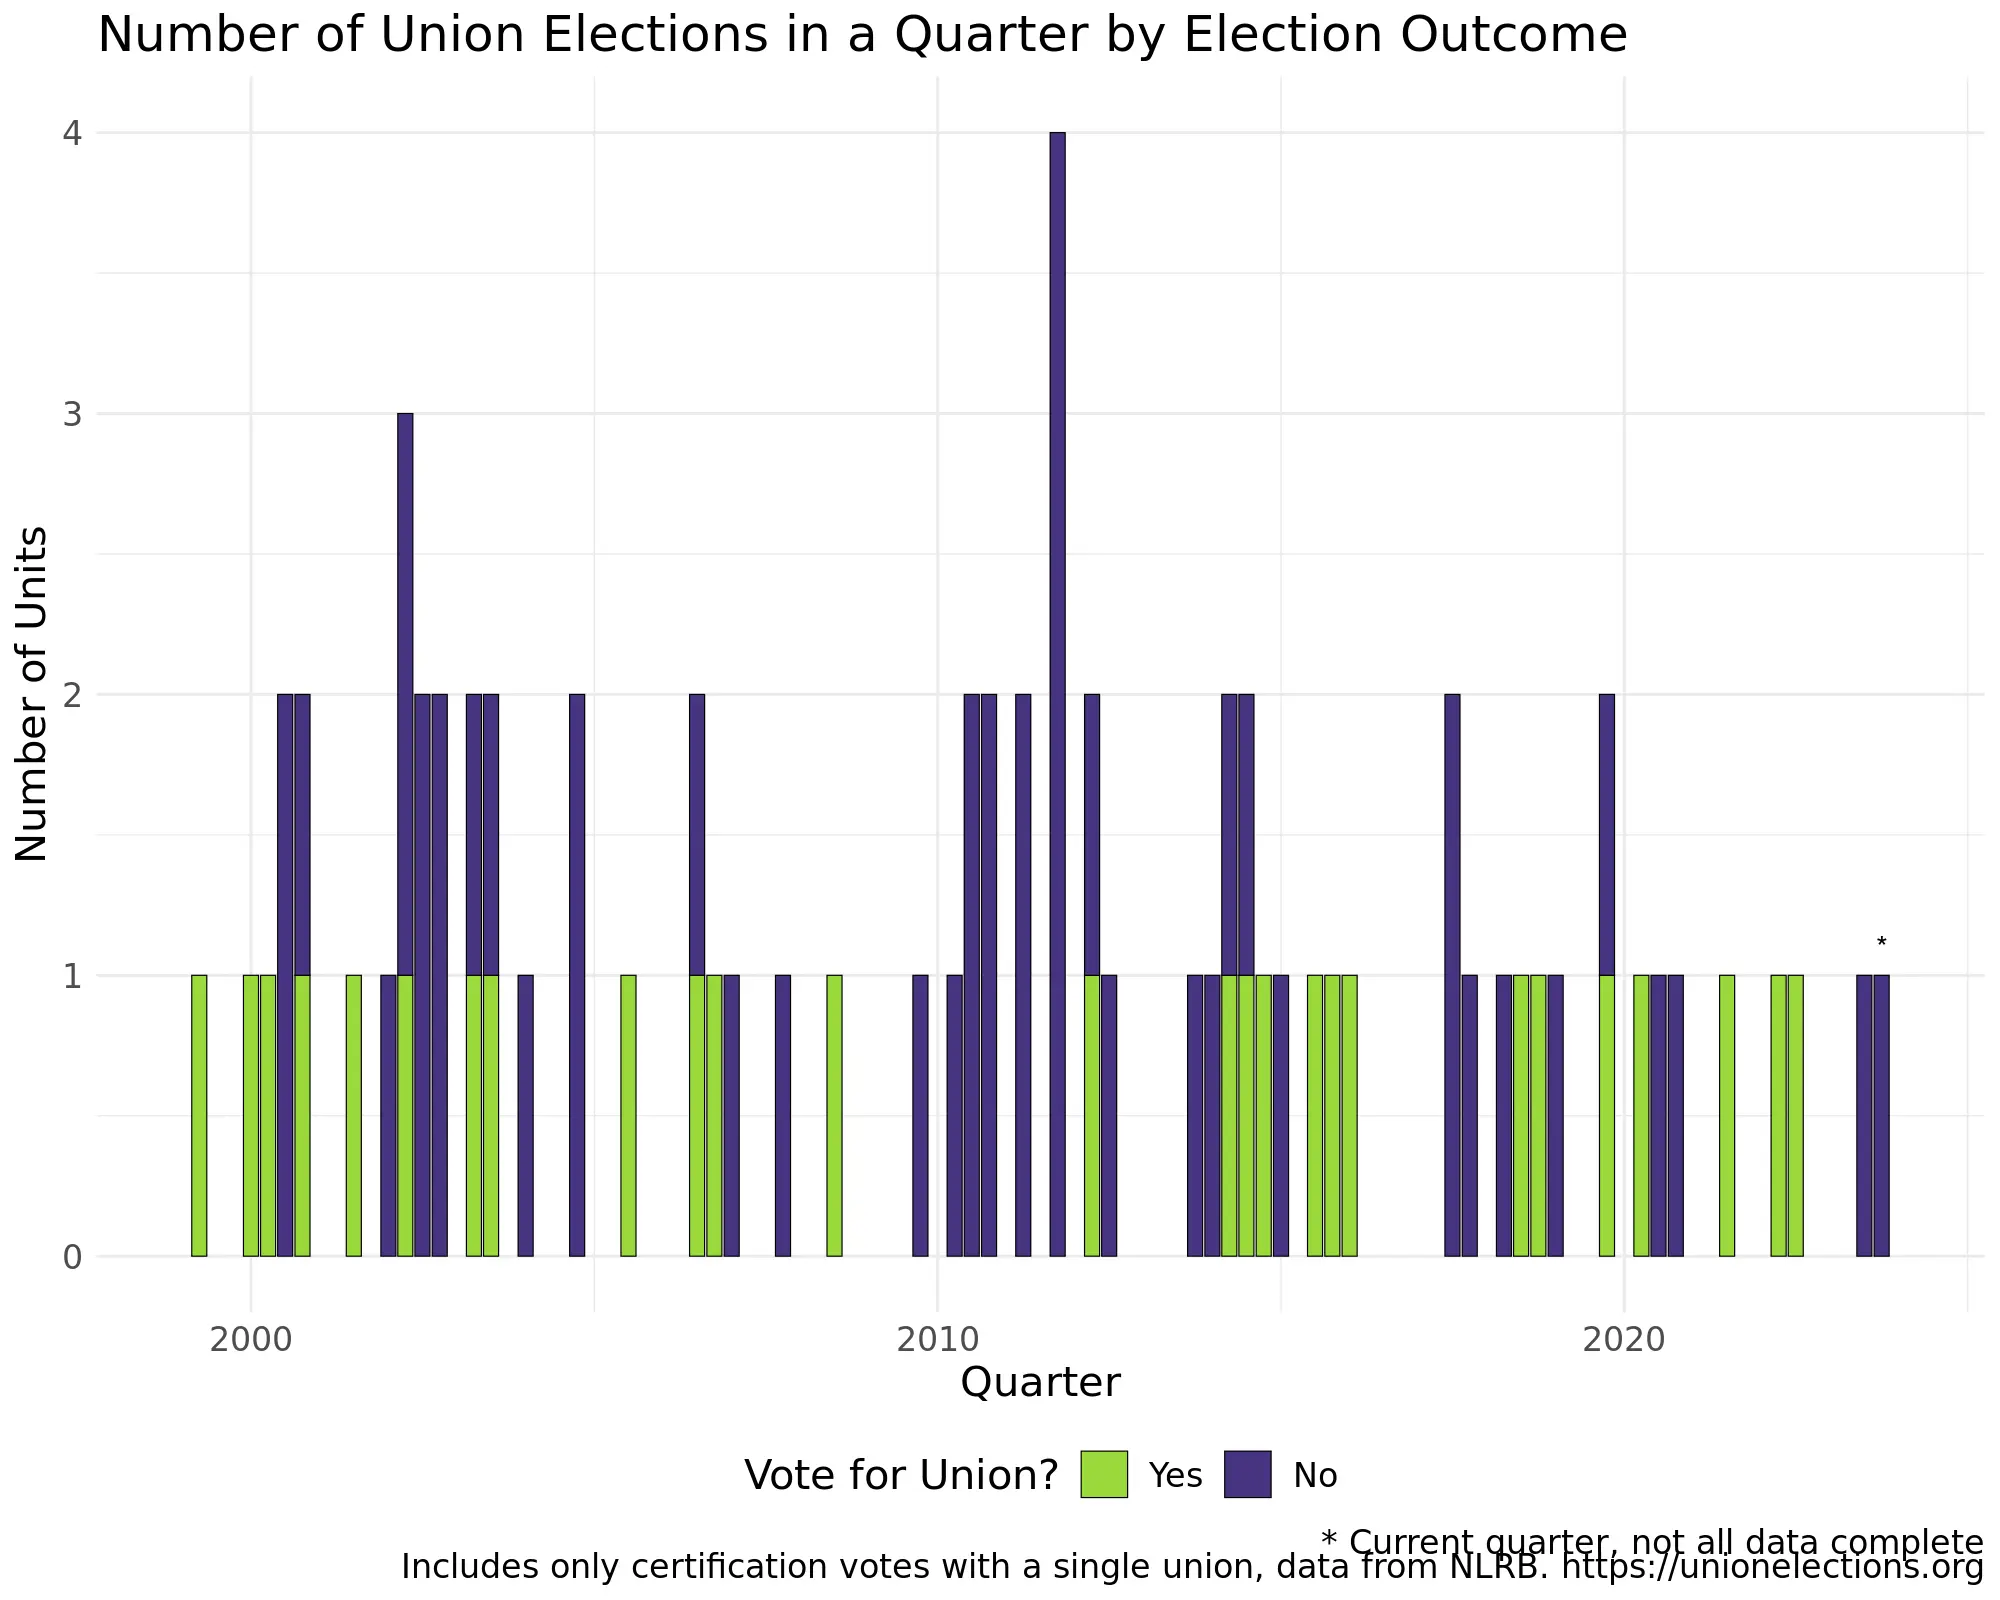 Number of Union Elections in a Quarter by Election Outcome
Number of Units
4
3
2
1
0
*
2000
2010
2020
Quarter
Vote for Union?
Yes
No
* Current quarter, not all data complete
Includes only certification votes with a single union, data from NLRB. https://unionelections.org